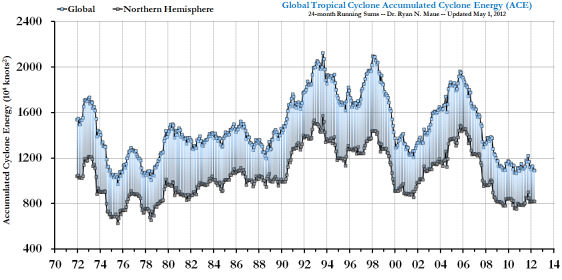 Global Northern Hemisphere
Global Tropical Cyclone Accumulated Cyclone Energy (ACE)
24-month Running Sums -- Dr. Ryan N. Maue -- Updated May 1, 2012
Accumulated Cyclone Energy (10⁴ knots²)
2400
2000
1600
1200
800
400
70 72 74 76 78 80 82 84 86 88 90 92 94 96 98 00 02 04 06 08 10 12 14